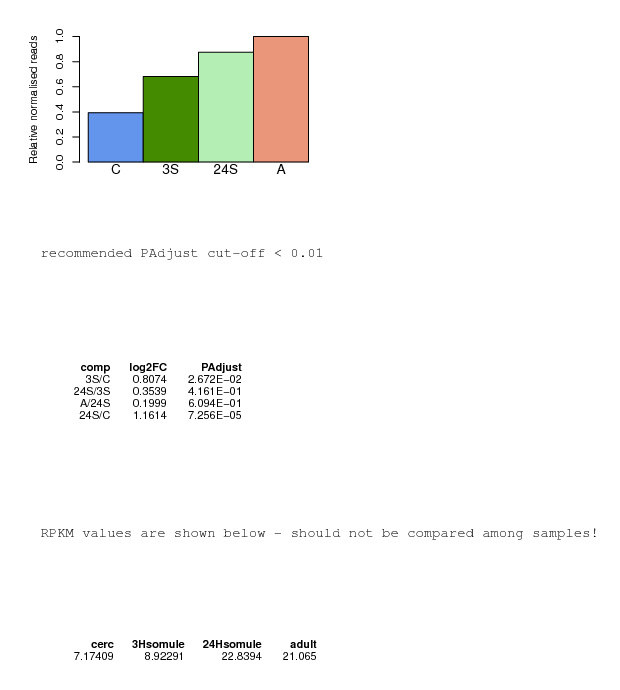 Relative normalised reads
1.0
0.8
0.6
0.4
0.2
0.0
C 3S 24S A
recommended PAdjust cut-off < 0.01
comp log2FC PAdjust
3S/C 0.8074 2.672E-02
24S/3S 0.3539 4.161E-01
A/24S 0.1999 6.094E-01
24S/C 1.1614 7.256E-05
RPKM values are shown below - should not be compared among samples!
cerc 3Hsomule 24Hsomule adult
7.17409 8.92291 22.8394 21.065